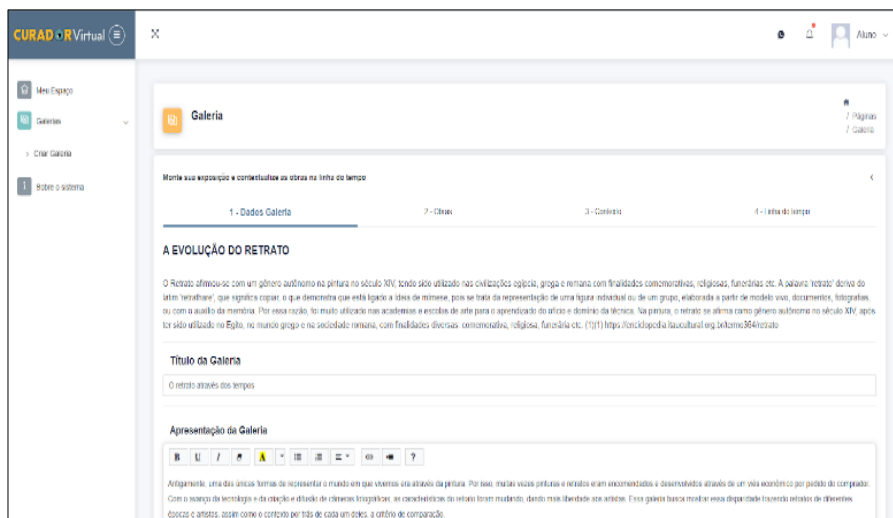 CURADOR Virtual
Aluno
Meu Espaço
Galerias
Criar Galeria
Sobre o sistema
Galeria
/ Páginas
/ Galeria
Monte sua exposição e contextualize as obras na linha do tempo
1 - Dados Galeria
2 - Obras
3 - Contexto
4 - Linha do tempo
A EVOLUÇÃO DO RETRATO
O Retrato afirmou-se com um gênero autônomo na pintura no século XIV, tendo sido utilizado nas civilizações egípcia, grega e romana com finalidades comemorativas, religiosas, funerárias etc. A palavra 'retrato' deriva do
latim 'retrathare', que significa copiar, o que demonstra que está ligado a ideia de mímese, pois se trata da representação de uma figura individual ou de um grupo, elaborada a partir de modelo vivo, documentos, fotografias,
ou com o auxílio da memória. Por essa razão, foi muito utilizado nas academias e escolas de arte para o aprendizado do ofício e domínio da técnica. Na pintura, o retrato se afirma como gênero autônomo no século XIV, após
ter sido utilizado no Egito, no mundo grego e na sociedade romana, com finalidades diversas: comemorativa, religiosa, funerária etc. (1)(1) https://enciclopedia.itaucultural.org.br/termo364/retrato
Título da Galeria
O retrato através dos tempos
Apresentação da Galeria
B U I A ?
Antigamente, uma das únicas formas de representar o mundo em que vivemos era através da pintura. Por isso, muitas vezes pinturas e retratos eram encomendados e desenvolvidos através de um viés econômico por pedido do comprador.
Com o avanço da tecnologia e da criação e difusão de câmeras fotográficas, as características do retrato foram mudando, dando mais liberdade aos artistas. Essa galeria busca mostrar essa disparidade trazendo retratos de diferentes
épocas e artistas, assim como o contexto por trás de cada um deles, a critério de comparação.